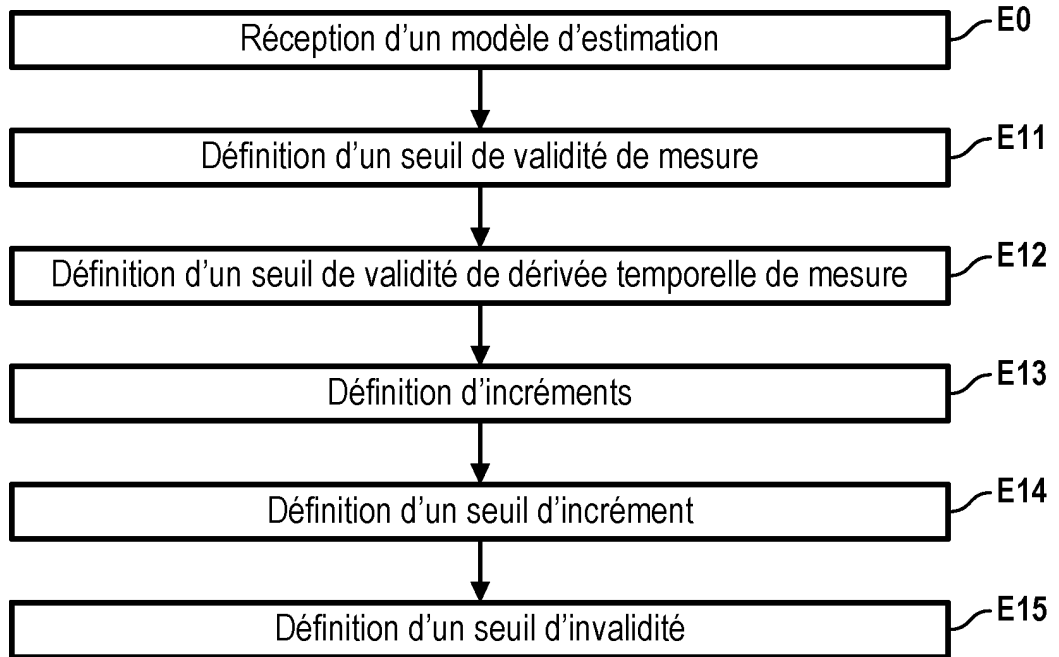 Réception d'un modèle d'estimation
E0
Définition d'un seuil de validité de mesure
E11
Définition d'un seuil de validité de dérivée temporelle de mesure
E12
Définition d'incréments
E13
Définition d'un seuil d'incrément
E14
Définition d'un seuil d'invalidité
E15